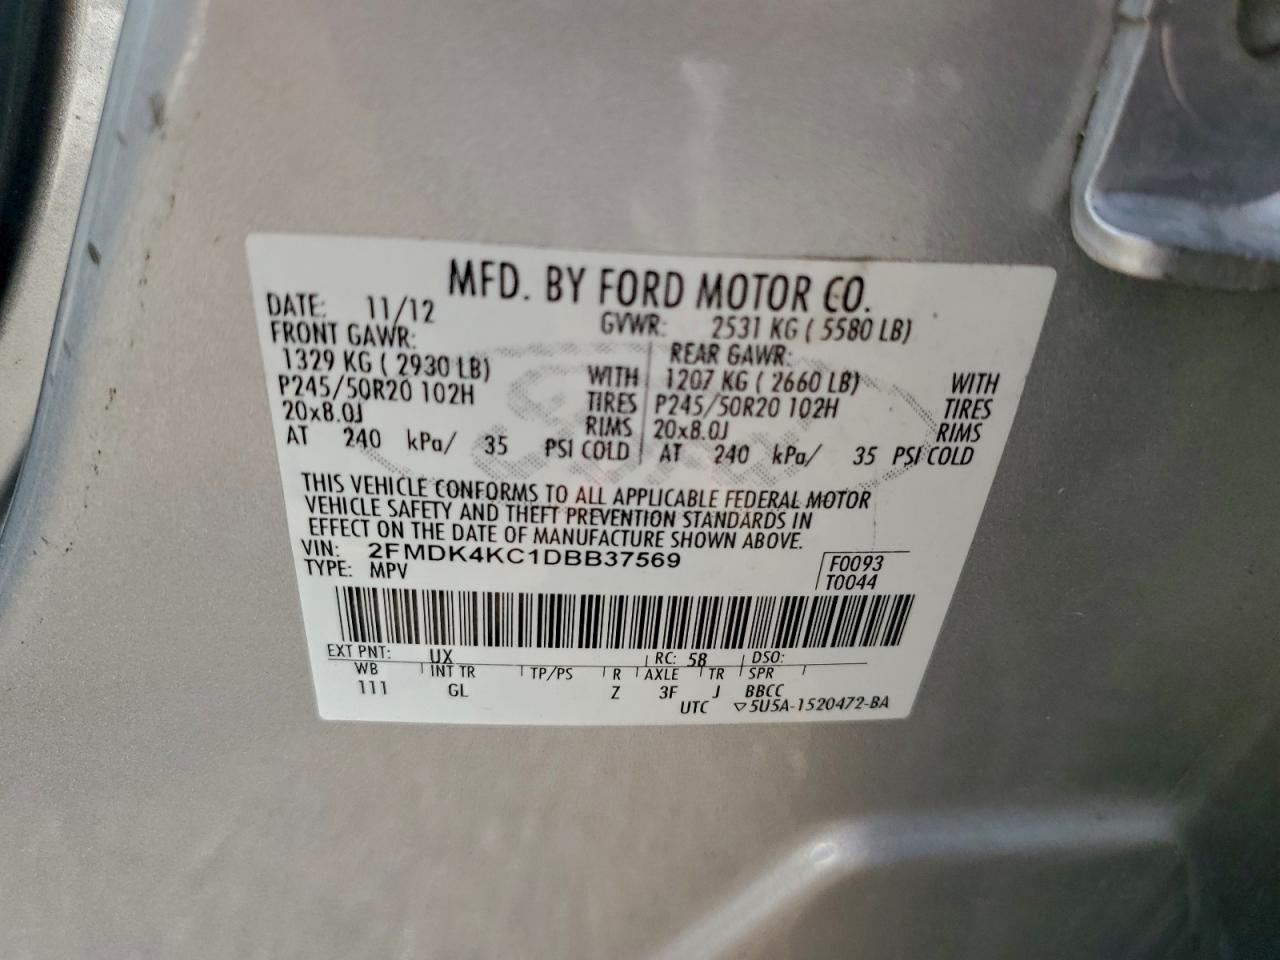 MFD. BY FORD MOTOR CO.
DATE: 11/12 GVWR: 2531 KG ( 5580 LB)
FRONT GAWR: REAR GAWR:
1329 KG ( 2930 LB) WITH 1207 KG ( 2660 LB) WITH
P245/50R20 102H TIRES P245/50R20 102H TIRES
20x8.0J RIMS 20x8.0J RIMS
AT 240 kPa/ 35 PSI COLD AT 240 kPa/ 35 PSI COLD
THIS VEHICLE CONFORMS TO ALL APPLICABLE FEDERAL MOTOR
VEHICLE SAFETY AND THEFT PREVENTION STANDARDS IN
EFFECT ON THE DATE OF MANUFACTURE SHOWN ABOVE.
VIN: 2FMDK4KC1DBB37569 F0093
TYPE: MPV T0044
EXT PNT: UX RC: 58 DSO:
WB INT TR TP/PS R AXLE TR SPR
111 GL Z 3F J BBCC
UTC ▽5U5A-1520472-BA